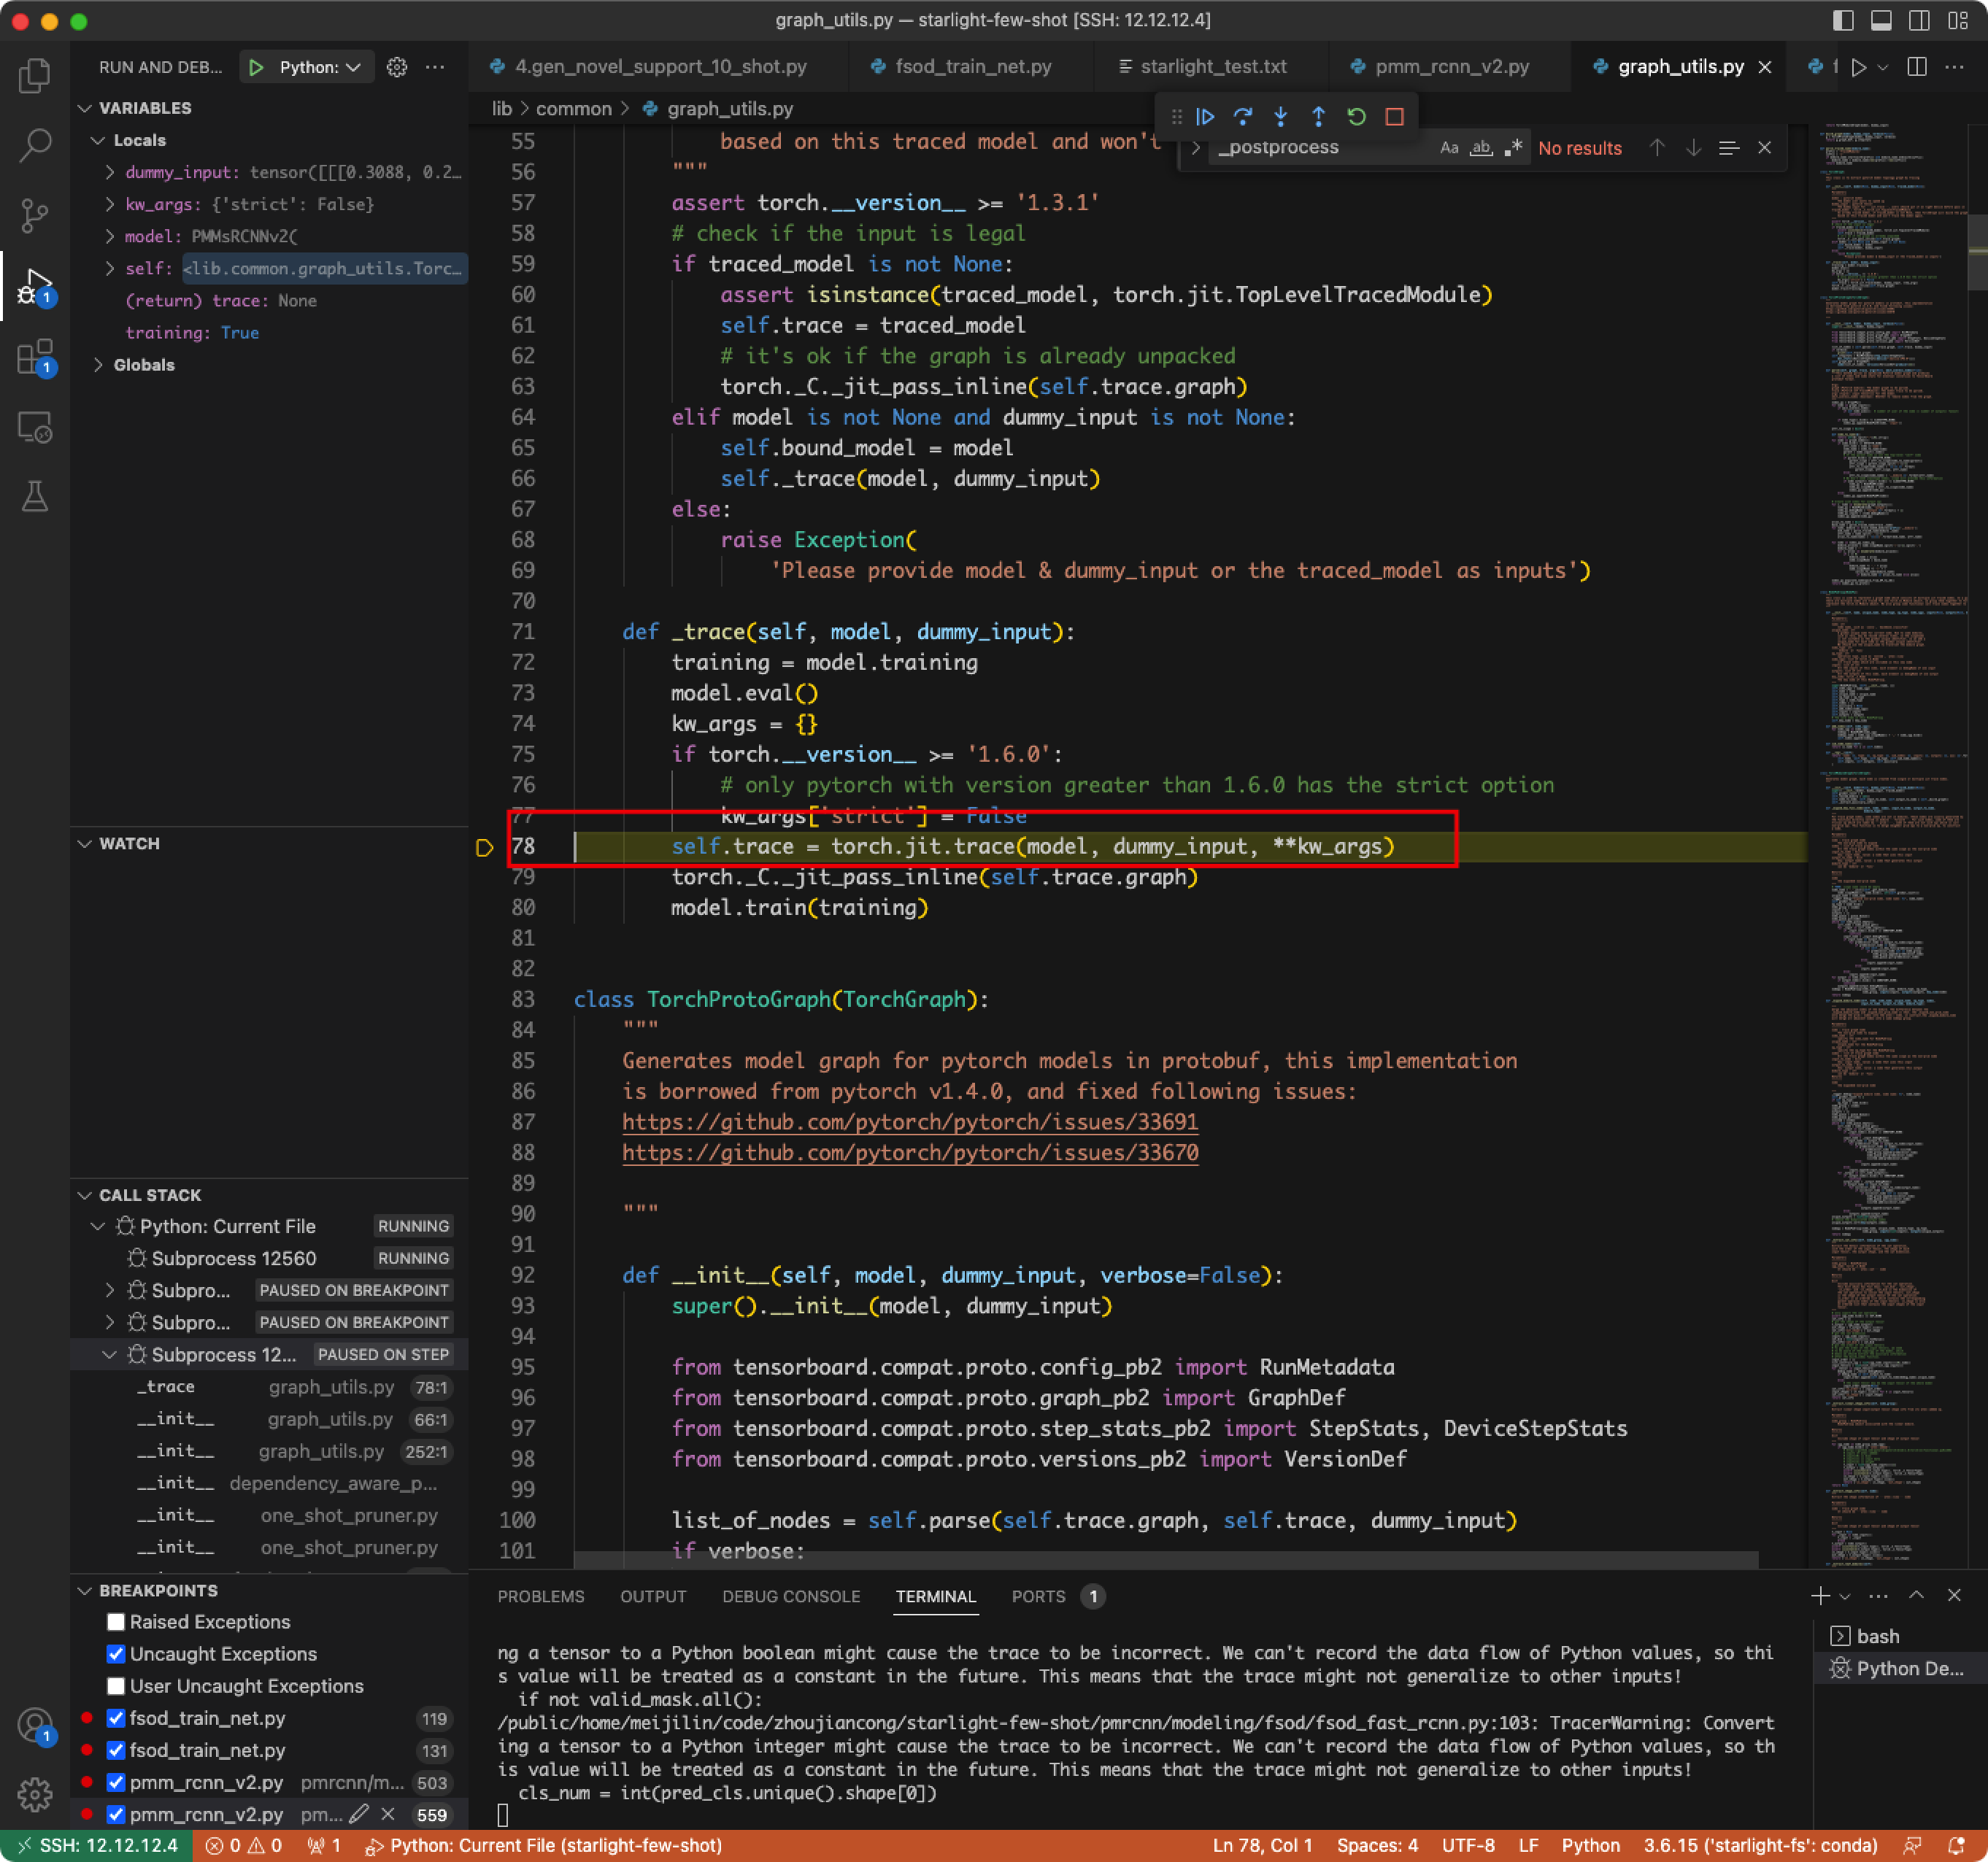 graph_utils.py — starlight-few-shot [SSH: 12.12.12.4]
RUN AND DEB... Python:
4.gen_novel_support_10_shot.py fsod_train_net.py starlight_test.txt pmm_rcnn_v2.py graph_utils.py
lib > common > graph_utils.py
_postprocess Aa ab No results
VARIABLES
Locals
dummy_input: tensor([[[0.3088, 0.2...
kw_args: {'strict': False}
model: PMMsRCNNv2(
self: <lib.common.graph_utils.Torc...
(return) trace: None
training: True
Globals
WATCH
CALL STACK
Python: Current File RUNNING
Subprocess 12560 RUNNING
Subpro... PAUSED ON BREAKPOINT
Subpro... PAUSED ON BREAKPOINT
Subprocess 12... PAUSED ON STEP
_trace graph_utils.py 78:1
__init__ graph_utils.py 66:1
__init__ graph_utils.py 252:1
__init__ dependency_aware_p...
__init__ one_shot_pruner.py
__init__ one_shot_pruner.py
BREAKPOINTS
Raised Exceptions
Uncaught Exceptions
User Uncaught Exceptions
fsod_train_net.py 119
fsod_train_net.py 131
pmm_rcnn_v2.py pmrcnn/m... 503
pmm_rcnn_v2.py pm... 559
55 based on this traced model and won't
56 """
57 assert torch.__version__ >= '1.3.1'
58 # check if the input is legal
59 if traced_model is not None:
60 assert isinstance(traced_model, torch.jit.TopLevelTracedModule)
61 self.trace = traced_model
62 # it's ok if the graph is already unpacked
63 torch._C._jit_pass_inline(self.trace.graph)
64 elif model is not None and dummy_input is not None:
65 self.bound_model = model
66 self._trace(model, dummy_input)
67 else:
68 raise Exception(
69 'Please provide model & dummy_input or the traced_model as inputs')
70
71 def _trace(self, model, dummy_input):
72 training = model.training
73 model.eval()
74 kw_args = {}
75 if torch.__version__ >= '1.6.0':
76 # only pytorch with version greater than 1.6.0 has the strict option
77 kw_args['strict'] = False
78 self.trace = torch.jit.trace(model, dummy_input, **kw_args)
79 torch._C._jit_pass_inline(self.trace.graph)
80 model.train(training)
81
82
83 class TorchProtoGraph(TorchGraph):
84 """
85 Generates model graph for pytorch models in protobuf, this implementation
86 is borrowed from pytorch v1.4.0, and fixed following issues:
87 https://github.com/pytorch/pytorch/issues/33691
88 https://github.com/pytorch/pytorch/issues/33670
89
90 """
91
92 def __init__(self, model, dummy_input, verbose=False):
93 super().__init__(model, dummy_input)
94
95 from tensorboard.compat.proto.config_pb2 import RunMetadata
96 from tensorboard.compat.proto.graph_pb2 import GraphDef
97 from tensorboard.compat.proto.step_stats_pb2 import StepStats, DeviceStepStats
98 from tensorboard.compat.proto.versions_pb2 import VersionDef
99
100 list_of_nodes = self.parse(self.trace.graph, self.trace, dummy_input)
101 if verbose:
PROBLEMS OUTPUT DEBUG CONSOLE TERMINAL PORTS 1
ng a tensor to a Python boolean might cause the trace to be incorrect. We can't record the data flow of Python values, so thi
s value will be treated as a constant in the future. This means that the trace might not generalize to other inputs!
if not valid_mask.all():
/public/home/meijilin/code/zhoujiancong/starlight-few-shot/pmrcnn/modeling/fsod/fsod_fast_rcnn.py:103: TracerWarning: Convert
ing a tensor to a Python integer might cause the trace to be incorrect. We can't record the data flow of Python values, so th
is value will be treated as a constant in the future. This means that the trace might not generalize to other inputs!
cls_num = int(pred_cls.unique().shape[0])
bash
Python De...
SSH: 12.12.12.4 0 0 1 Python: Current File (starlight-few-shot) Ln 78, Col 1 Spaces: 4 UTF-8 LF Python 3.6.15 ('starlight-fs': conda)